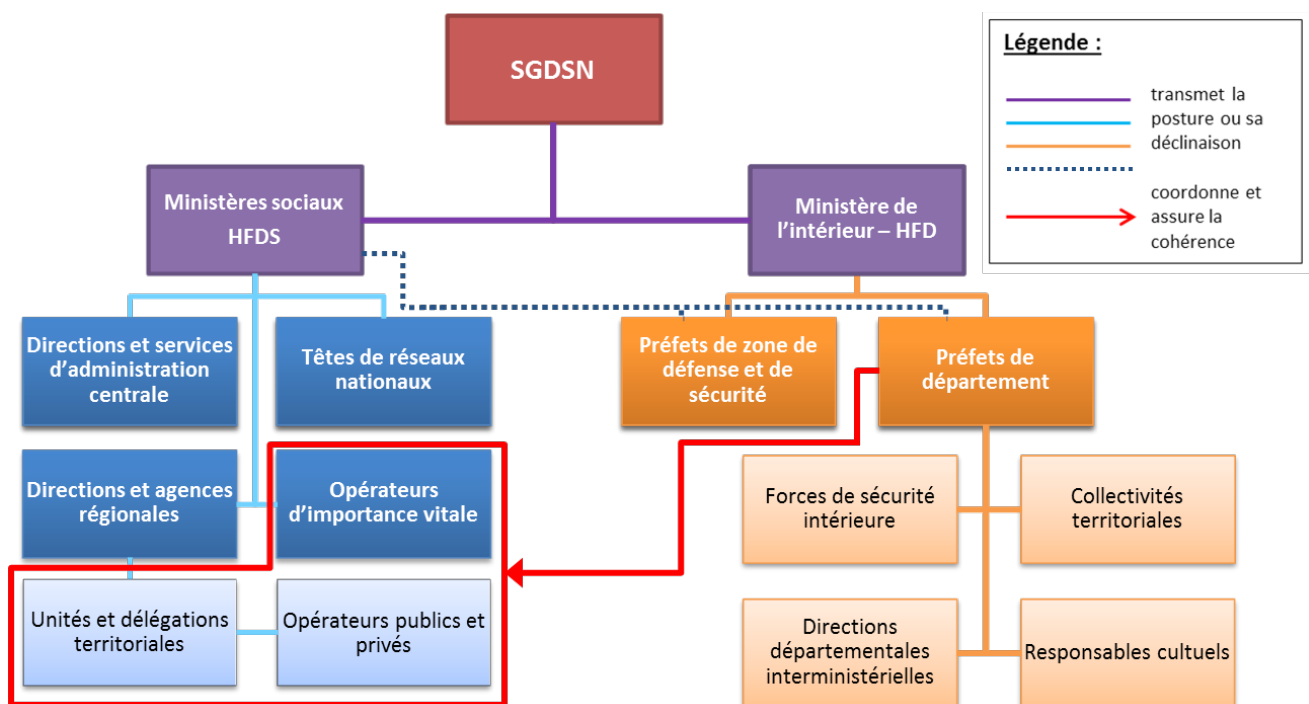 SGDSN
Légende :
transmet la
posture ou sa
déclinaison
coordonne et
assure la
cohérence
Ministères sociaux
HFDS
Ministère de
l'intérieur – HFD
Directions et services
d'administration
centrale
Têtes de réseaux
nationaux
Préfets de zone de
défense et de
sécurité
Préfets de
département
Directions et agences
régionales
Opérateurs
d'importance vitale
Forces de sécurité
intérieure
Collectivités
territoriales
Unités et délégations
territoriales
Opérateurs publics et
privés
Directions
départementales
interministérielles
Responsables cultuels